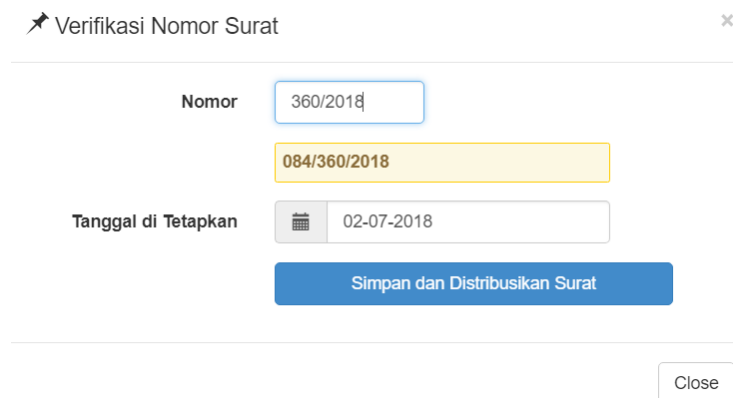 Verifikasi Nomor Surat
×
Nomor
360/2018
084/360/2018
Tanggal di Tetapkan
02-07-2018
Simpan dan Distribusikan Surat
Close